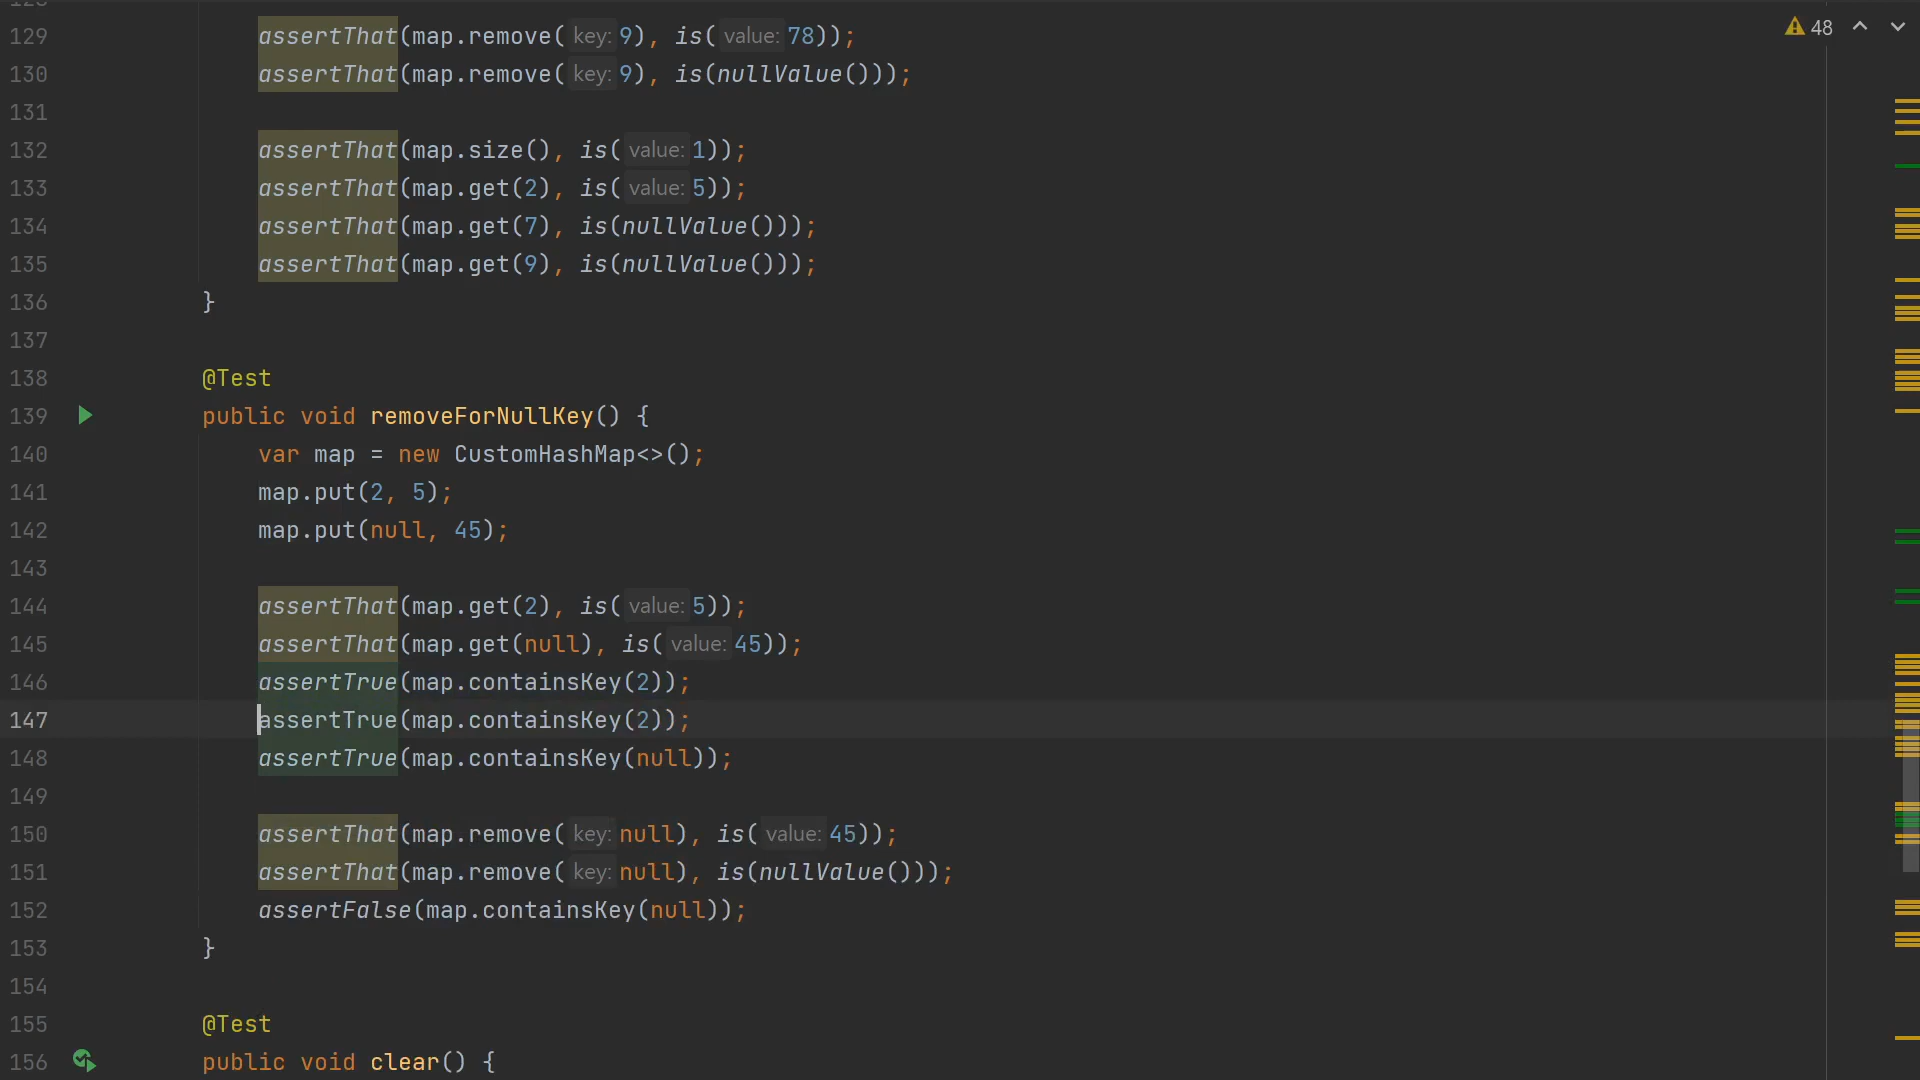 129 assertThat(map.remove( key: 9), is( value: 78));
130 assertThat(map.remove( key: 9), is(nullValue()));
131
132 assertThat(map.size(), is( value: 1));
133 assertThat(map.get(2), is( value: 5));
134 assertThat(map.get(7), is(nullValue()));
135 assertThat(map.get(9), is(nullValue()));
136 }
137
138 @Test
139 public void removeForNullKey() {
140 var map = new CustomHashMap<>();
141 map.put(2, 5);
142 map.put(null, 45);
143
144 assertThat(map.get(2), is( value: 5));
145 assertThat(map.get(null), is( value: 45));
146 assertTrue(map.containsKey(2));
147 assertTrue(map.containsKey(2));
148 assertTrue(map.containsKey(null));
149
150 assertThat(map.remove( key: null), is( value: 45));
151 assertThat(map.remove( key: null), is(nullValue()));
152 assertFalse(map.containsKey(null));
153 }
154
155 @Test
156 public void clear() {
48